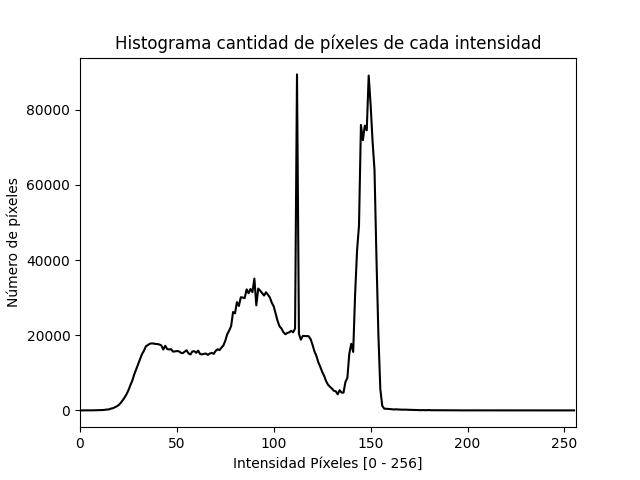 Histograma cantidad de píxeles de cada intensidad
Número de píxeles
80000
60000
40000
20000
0
0 50 100 150 200 250
Intensidad Píxeles [0 - 256]